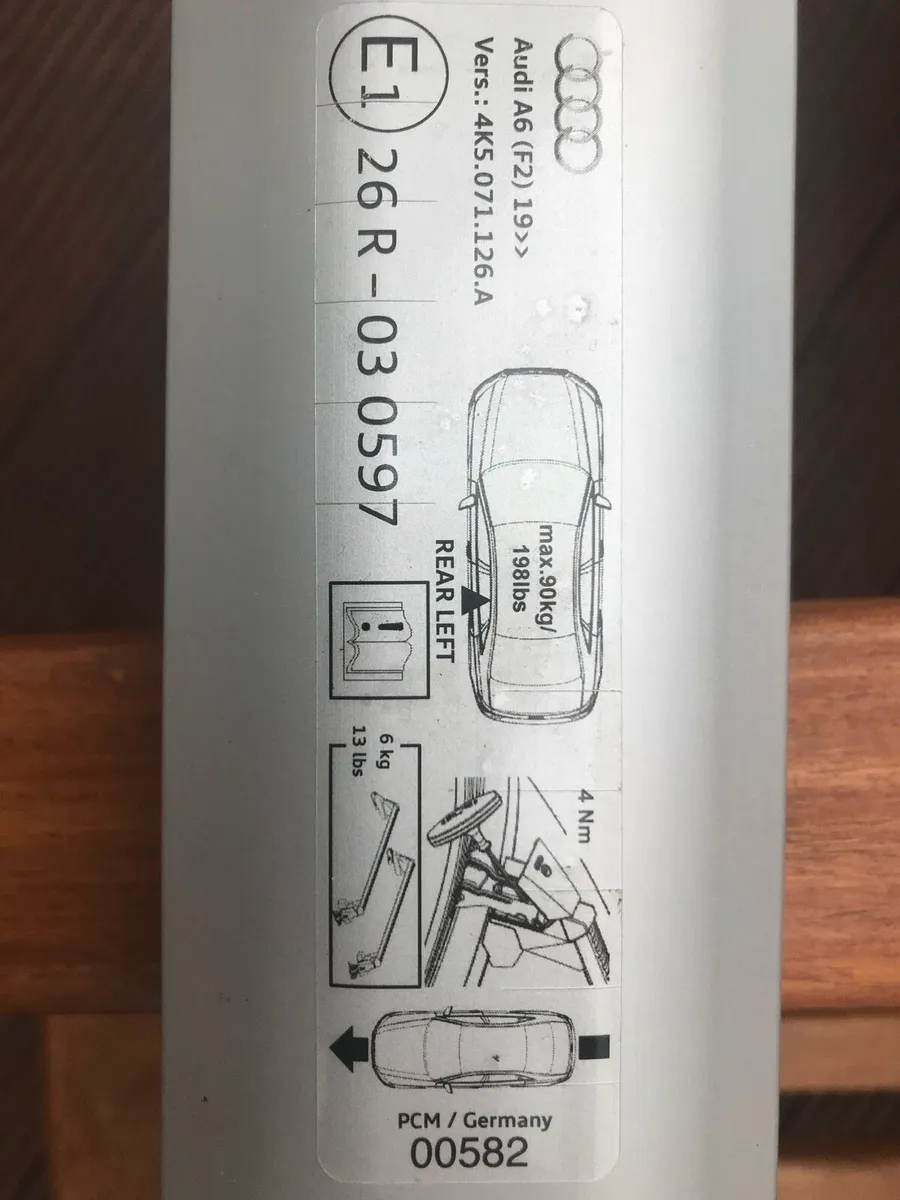 Audi A6 (F2) 19>>
Vers.: 4K5.071.126.A
E1 26 R - 03 0597
max.90kg/
198lbs
REAR LEFT
!
4 Nm
6 kg
13 lbs
PCM / Germany
00582